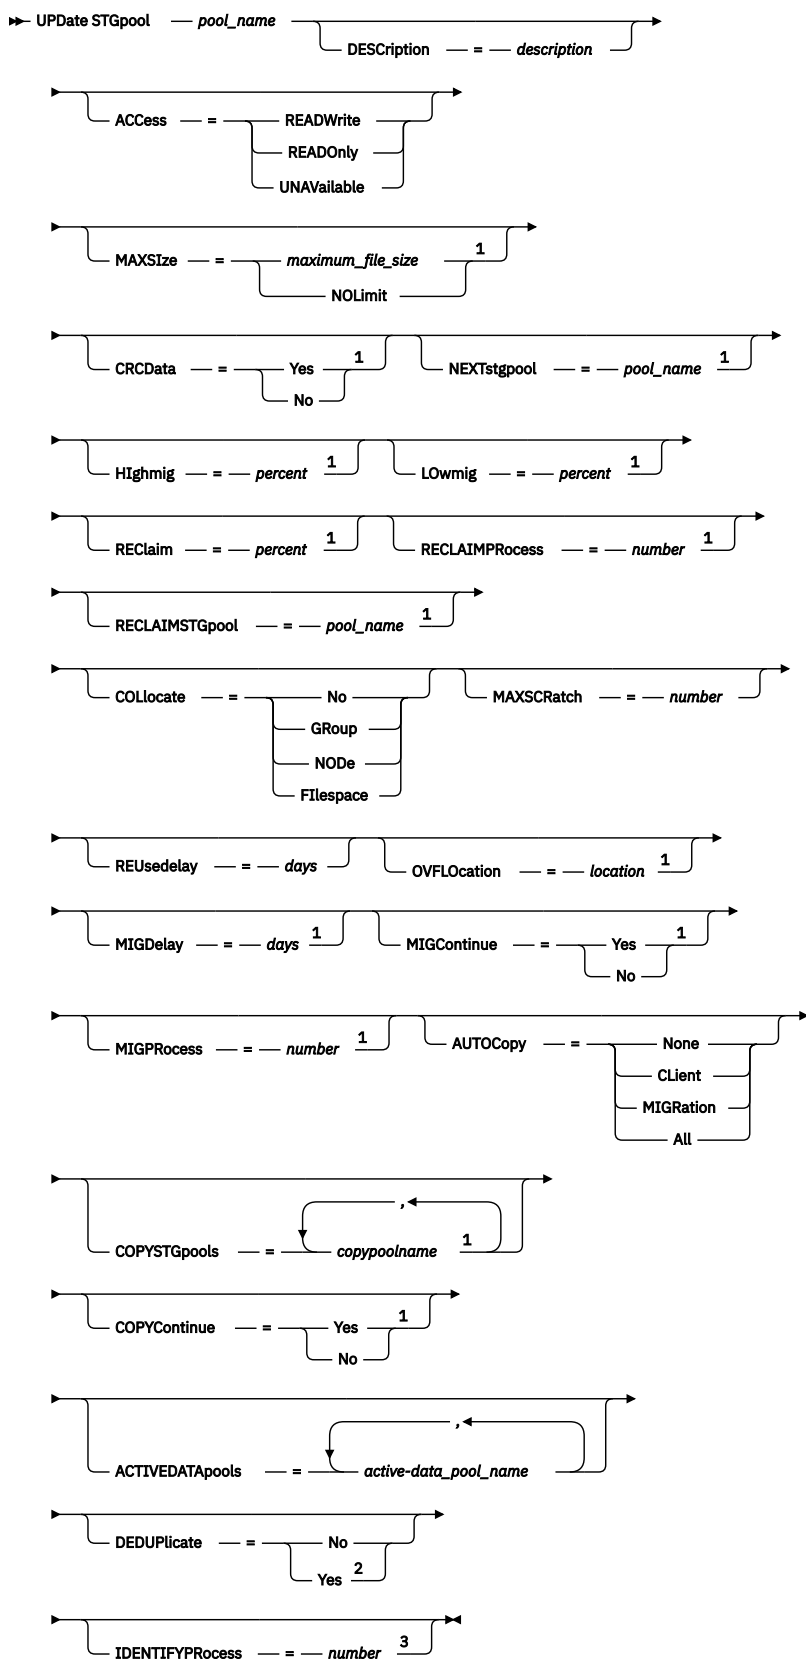 UPDate STGpool pool_name
DESCription = description
ACCess = READWrite
READOnly
UNAVailable
MAXSIze = maximum_file_size 1
NOLimit
CRCData = Yes 1 NEXTstgpool = pool_name 1
No
HIghmig = percent 1 LOwmig = percent 1
REClaim = percent 1 RECLAIMPRocess = number 1
RECLAIMSTGpool = pool_name 1
COLlocate = No MAXSCRatch = number
GRoup
NODe
FIlespace
REUsedelay = days OVFLOcation = location 1
MIGDelay = days 1 MIGContinue = Yes 1
No
MIGPRocess = number 1 AUTOCopy = None
CLient
MIGRation
All
,
COPYSTGpools = copypoolname 1
COPYContinue = Yes 1
No
,
ACTIVEDATApools = active-data_pool_name
DEDUPlicate = No
Yes 2
IDENTIFYPRocess = number 3